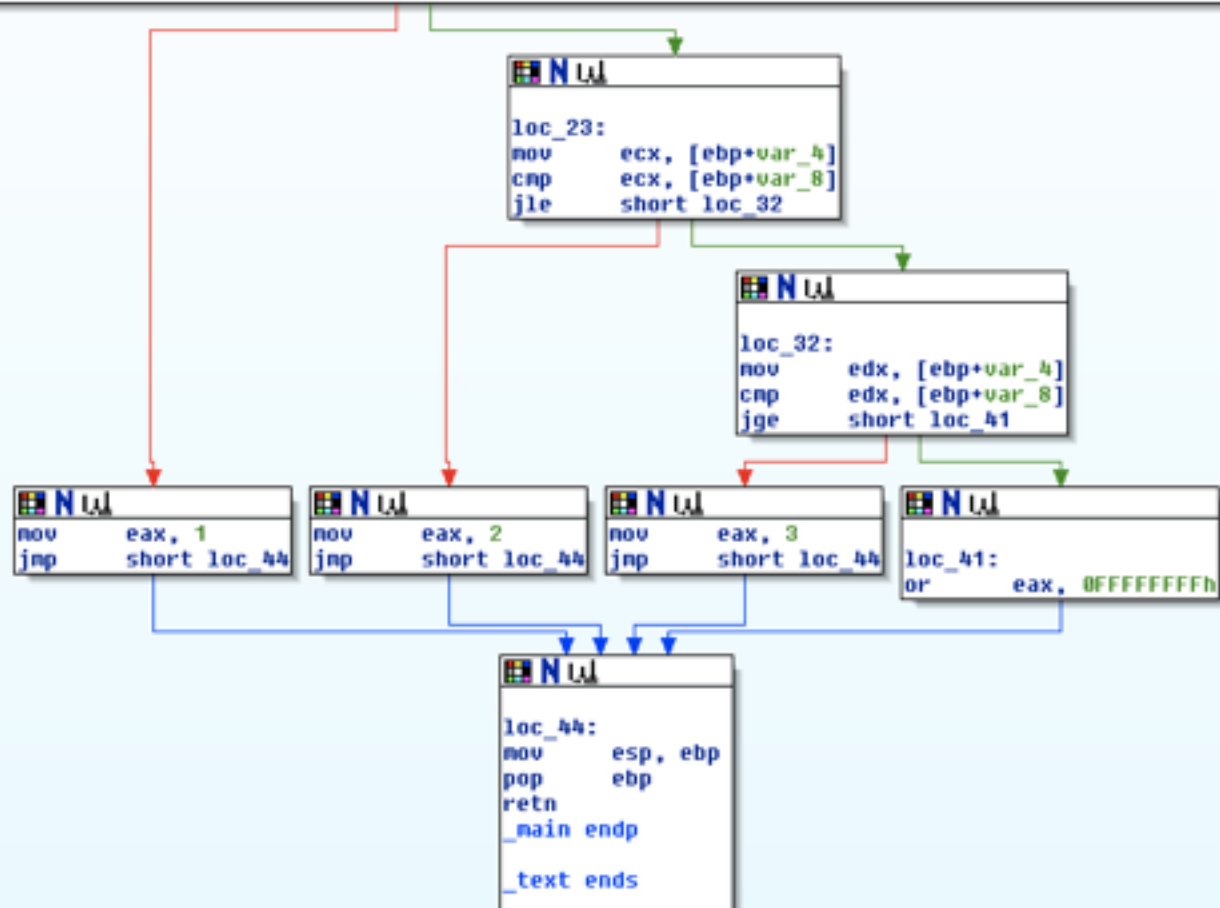 loc_23:
mov ecx, [ebp+var_4]
cmp ecx, [ebp+var_8]
jle short loc_32
loc_32:
mov edx, [ebp+var_4]
cmp edx, [ebp+var_8]
jge short loc_41
mov eax, 1
jmp short loc_44
mov eax, 2
jmp short loc_44
mov eax, 3
jmp short loc_44
loc_41:
or eax, 0FFFFFFFFh
loc_44:
mov esp, ebp
pop ebp
retn
_main endp
_text ends